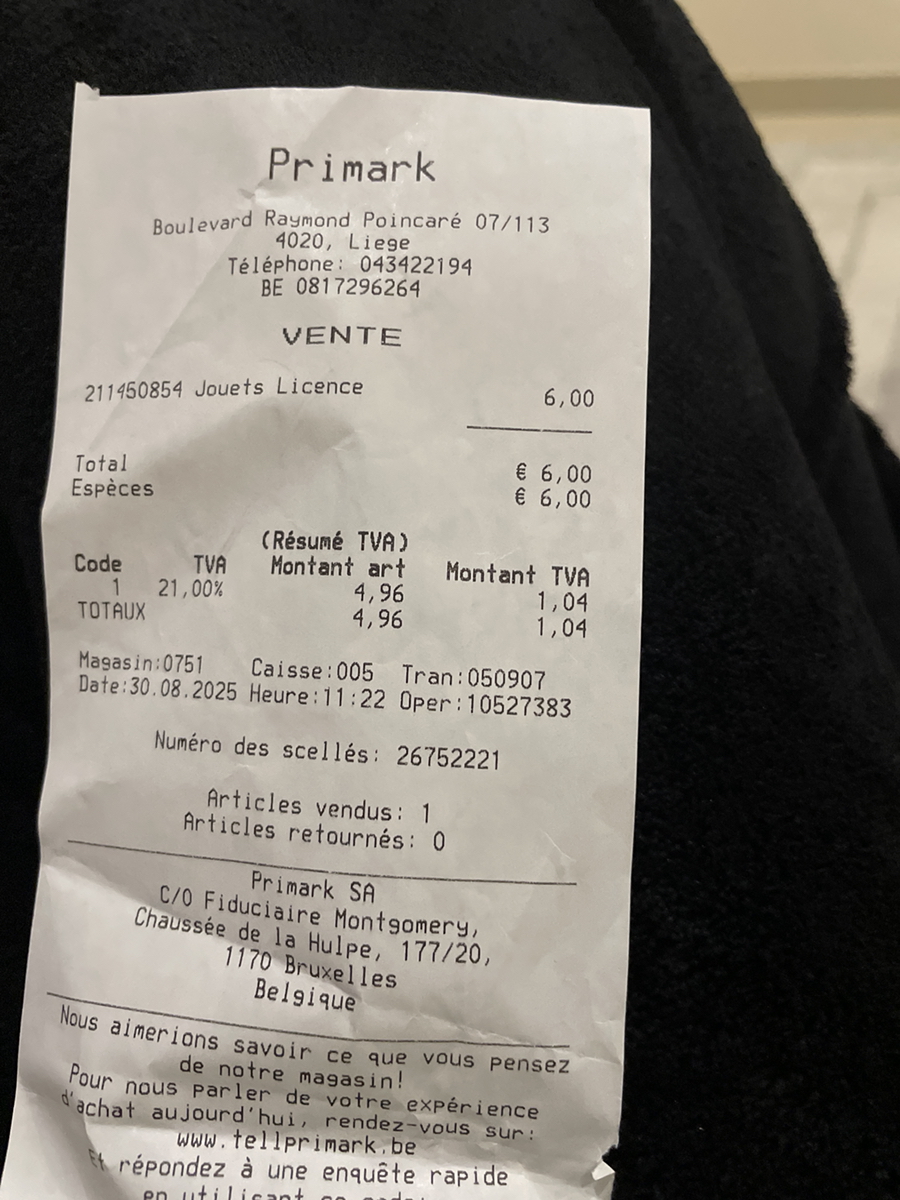 Primark
Boulevard Raymond Poincaré 07/113
4020, Liege
Téléphone: 043422194
BE 0817296264
VENTE
211450854 Jouets Licence 6,00
Total € 6,00
Espèces € 6,00
(Résumé TVA)
Code TVA Montant art Montant TVA
1 21,00% 4,96 1,04
TOTAUX 4,96 1,04
Magasin:0751 Caisse:005 Tran:050907
Date:30.08.2025 Heure:11:22 Oper:10527383
Numéro des scellés: 26752221
Articles vendus: 1
Articles retournés: 0
Primark SA
C/O Fiduciaire Montgomery,
Chaussée de la Hulpe, 177/20,
1170 Bruxelles
Belgique
Nous aimerions savoir ce que vous pensez
de notre magasin!
Pour nous parler de votre expérience
d'achat aujourd'hui, rendez-vous sur:
www.tellprimark.be
Et répondez à une enquête rapide
en utilisant ce